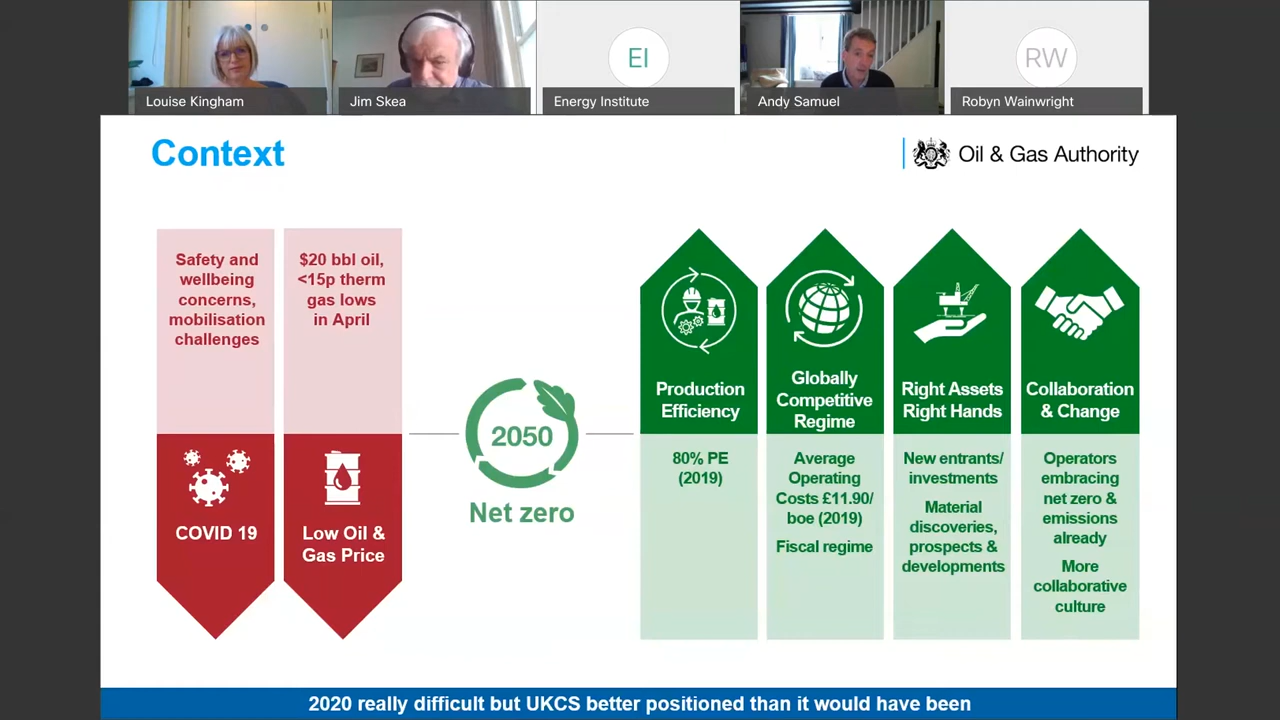 EI
RW
Louise Kingham
Jim Skea
Energy Institute
Andy Samuel
Robyn Wainwright
Context
Oil & Gas Authority
Safety and
wellbeing
concerns,
mobilisation
challenges
COVID 19
$20 bbl oil,
<15p therm
gas lows
in April
Low Oil &
Gas Price
2050
Net zero
Production
Efficiency
80% PE
(2019)
Globally
Competitive
Regime
Average
Operating
Costs £11.90/
boe (2019)
Fiscal regime
Right Assets
Right Hands
New entrants/
investments
Material
discoveries,
prospects &
developments
Collaboration
& Change
Operators
embracing
net zero &
emissions
already
More
collaborative
culture
2020 really difficult but UKCS better positioned than it would have been